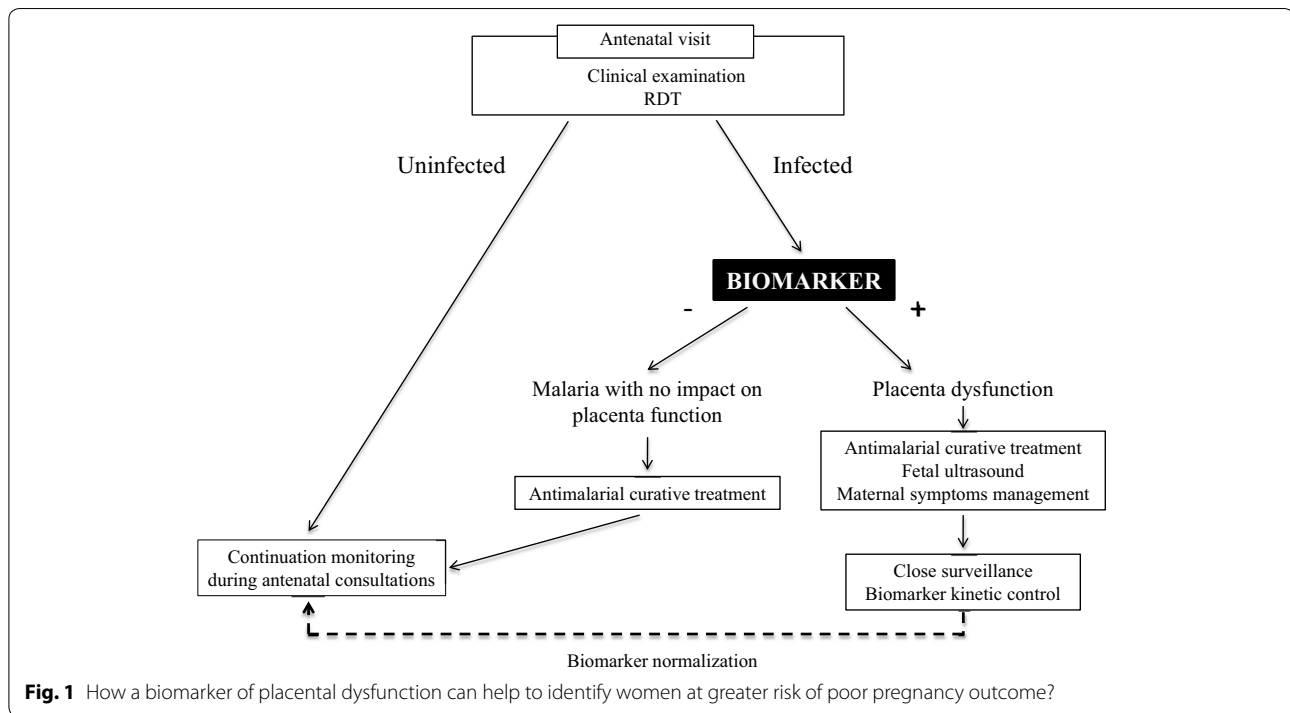 Antenatal visit
Clinical examination
RDT
Uninfected
Infected
BIOMARKER
-
+
Malaria with no impact on
placenta function
Placenta dysfunction
Antimalarial curative treatment
Antimalarial curative treatment
Fetal ultrasound
Maternal symptoms management
Continuation monitoring
during antenatal consultations
Close surveillance
Biomarker kinetic control
Biomarker normalization
Fig. 1 How a biomarker of placental dysfunction can help to identify women at greater risk of poor pregnancy outcome?